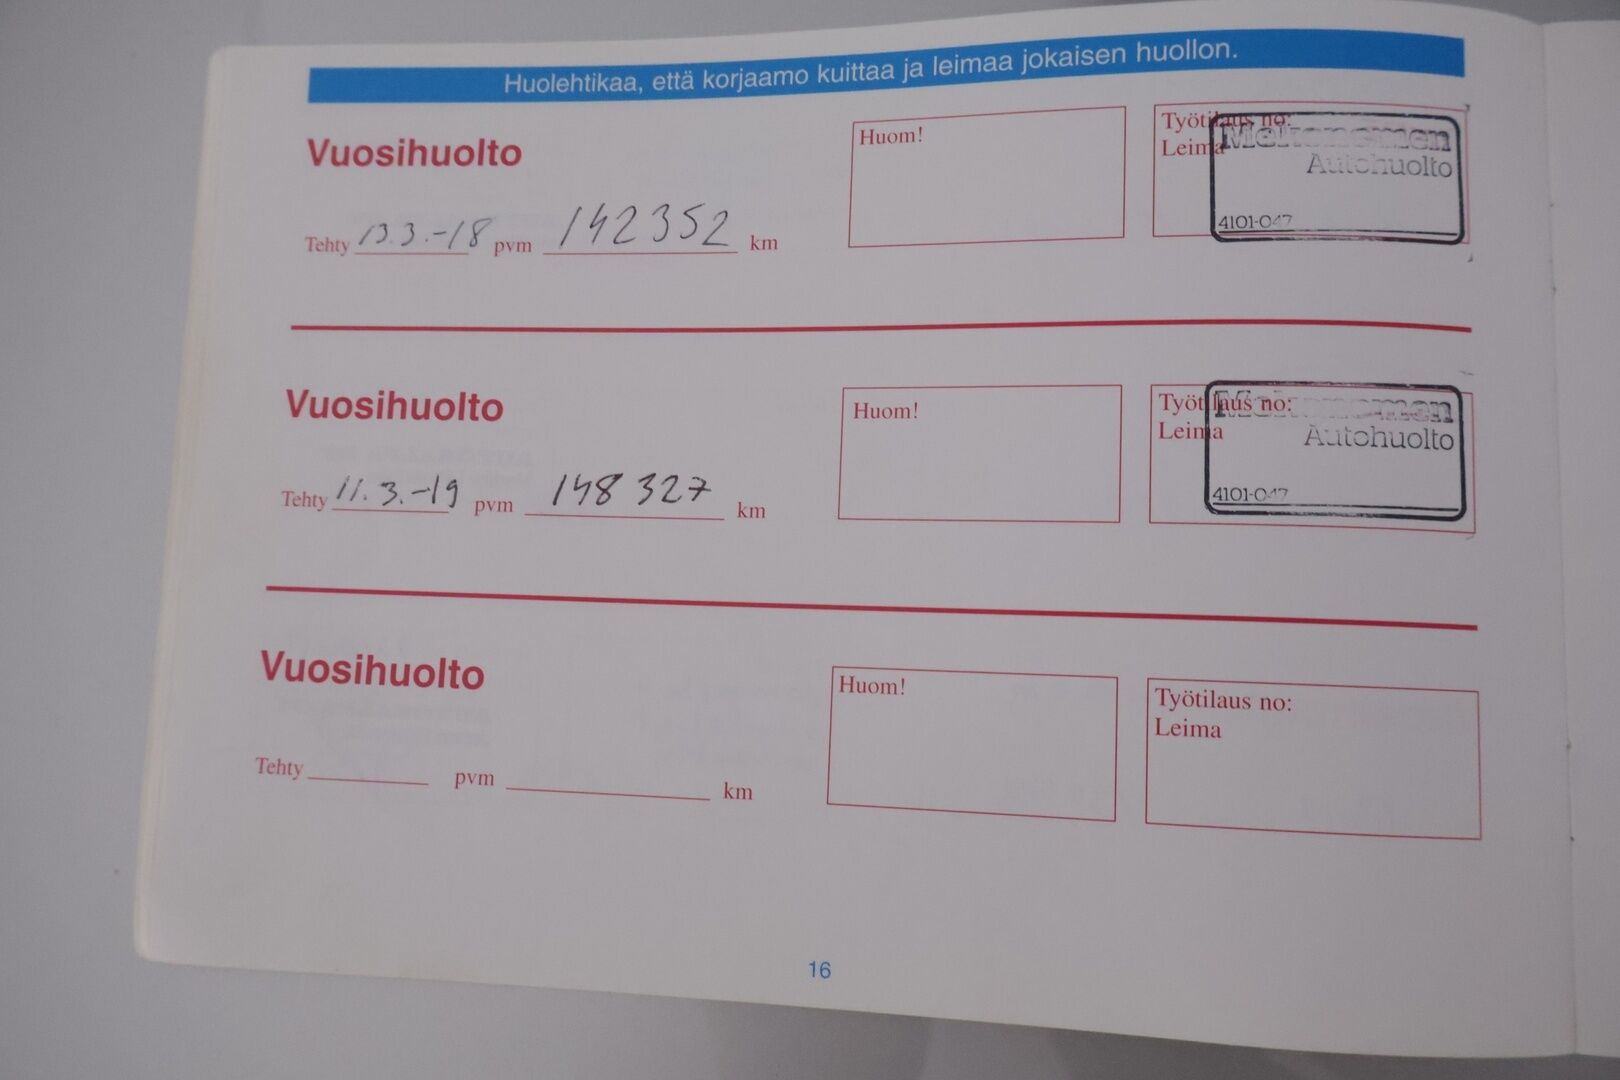 Huolehtikaa, että korjaamo kuittaa ja leimaa jokaisen huollon.
Vuosihuolto
Huom!
Työtilaus no:
Leima
Mekonomen
Autohuolto
4101-047
Tehty 13.3.-18 pvm 142352 km
Vuosihuolto
Huom!
Työtilaus no:
Leima
Mekonomen
Autohuolto
4101-047
Tehty 11.3.-19 pvm 148 327 km
Vuosihuolto
Huom!
Työtilaus no:
Leima
Tehty pvm km
16